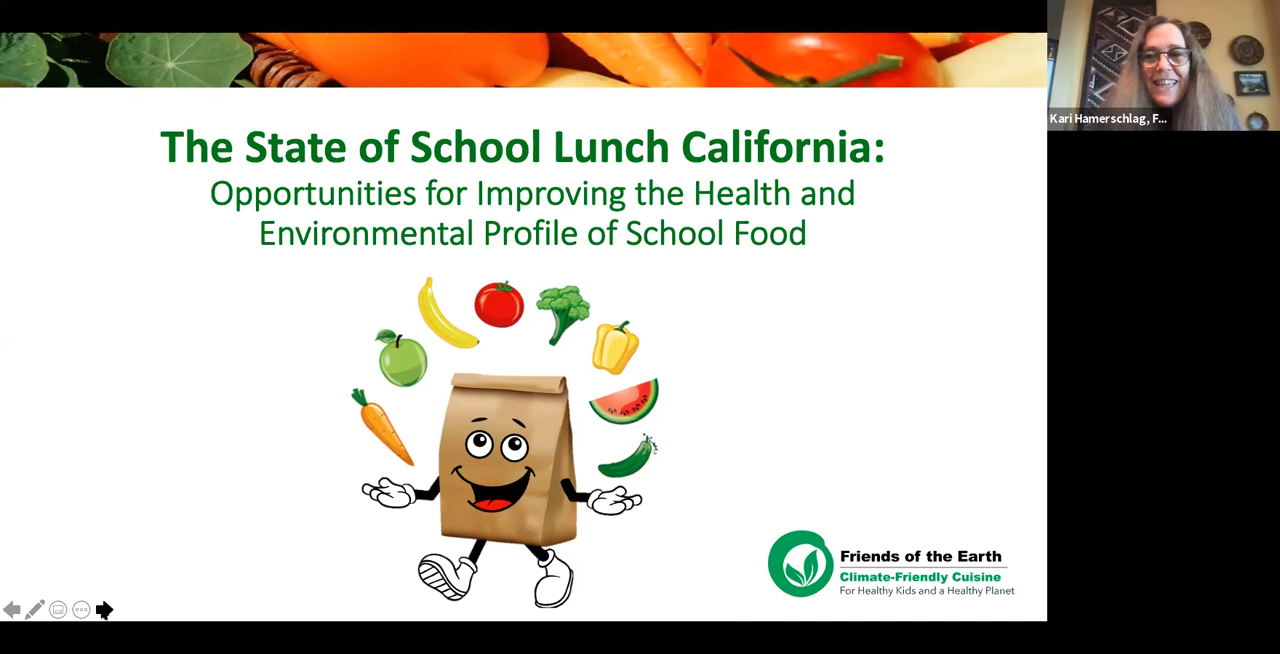 The State of School Lunch California:
Opportunities for Improving the Health and
Environmental Profile of School Food
Friends of the Earth
Climate-Friendly Cuisine
For Healthy Kids and a Healthy Planet
Kari Hamerschlag, F...